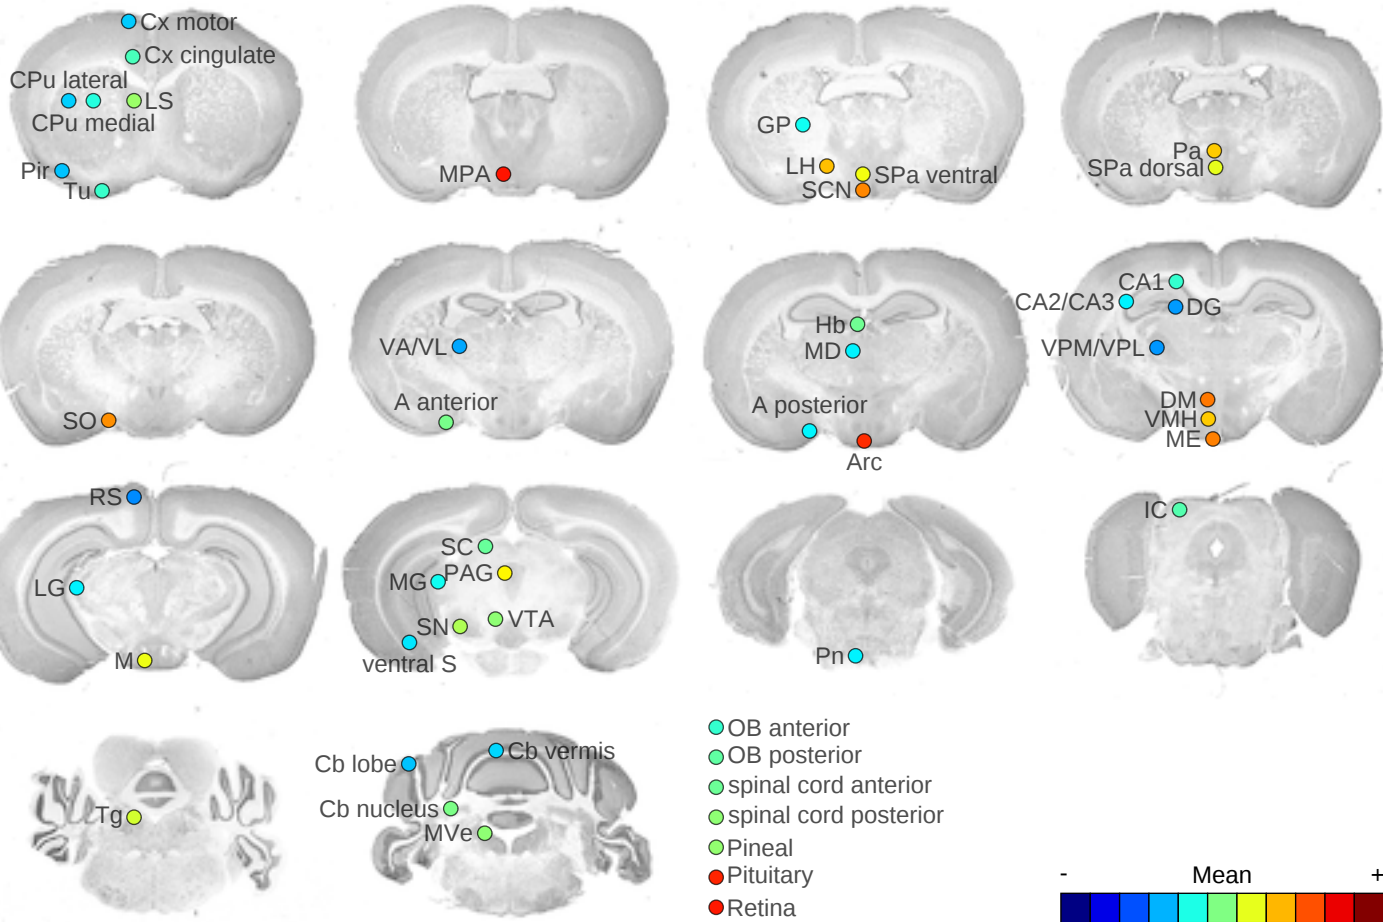 Cx motor
Cx cingulate
CPu lateral
LS
CPu medial
Pir
Tu
MPA
GP
LH
SPa ventral
SCN
Pa
SPa dorsal
SO
VA/VL
A anterior
Hb
MD
A posterior
Arc
CA1
CA2/CA3
DG
VPM/VPL
DM
VMH
ME
RS
LG
M
SC
MG
PAG
SN
VTA
ventral S
Pn
IC
Tg
Cb lobe
Cb vermis
Cb nucleus
MVe
OB anterior
OB posterior
spinal cord anterior
spinal cord posterior
Pineal
Pituitary
Retina
- Mean +